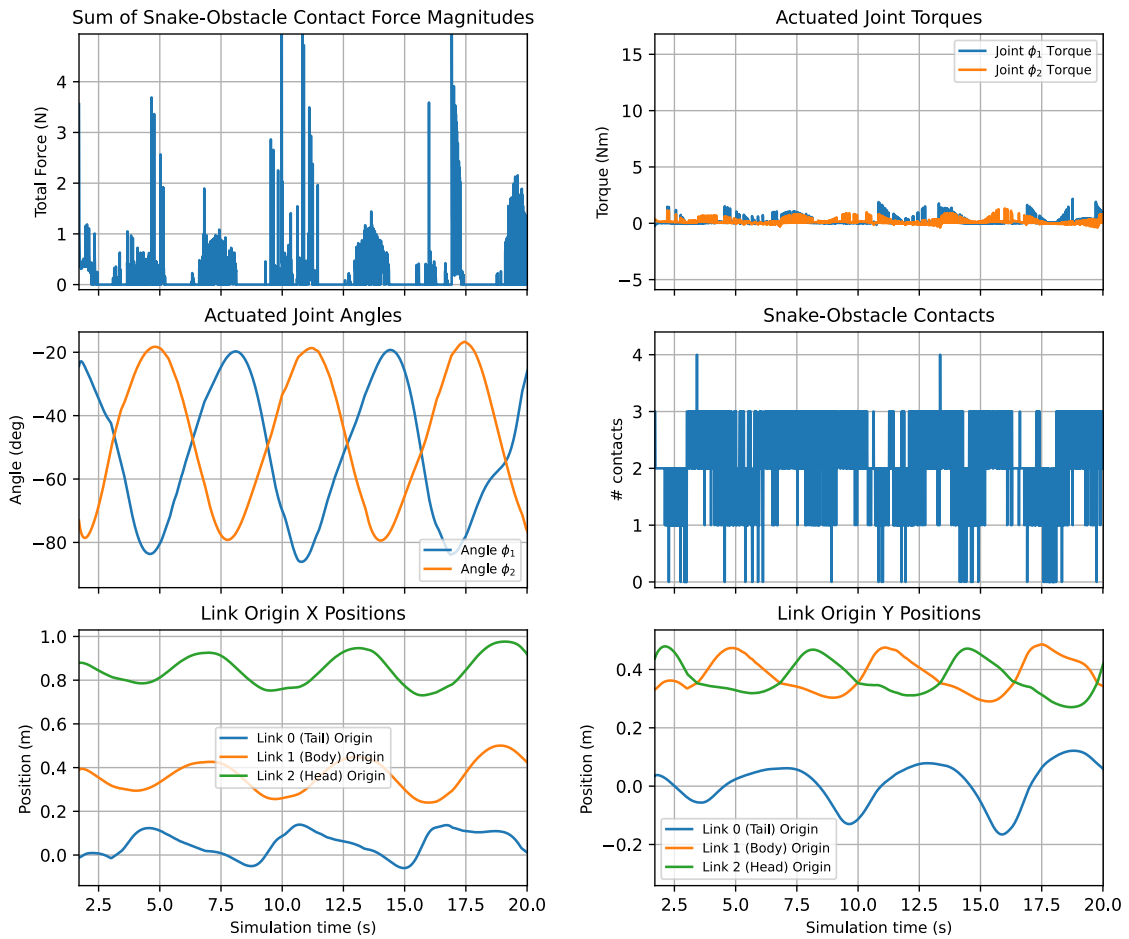 Sum of Snake-Obstacle Contact Force Magnitudes
Total Force (N)
4
3
2
1
0
Actuated Joint Torques
Torque (Nm)
15
10
5
0
−5
Joint ϕ₁ Torque
Joint ϕ₂ Torque
Actuated Joint Angles
Angle (deg)
−20
−40
−60
−80
Angle ϕ₁
Angle ϕ₂
Snake-Obstacle Contacts
# contacts
4
3
2
1
0
Link Origin X Positions
Position (m)
1.0
0.8
0.6
0.4
0.2
0.0
Link 0 (Tail) Origin
Link 1 (Body) Origin
Link 2 (Head) Origin
2.5 5.0 7.5 10.0 12.5 15.0 17.5 20.0
Simulation time (s)
Link Origin Y Positions
Position (m)
0.4
0.2
0.0
−0.2
Link 0 (Tail) Origin
Link 1 (Body) Origin
Link 2 (Head) Origin
2.5 5.0 7.5 10.0 12.5 15.0 17.5 20.0
Simulation time (s)